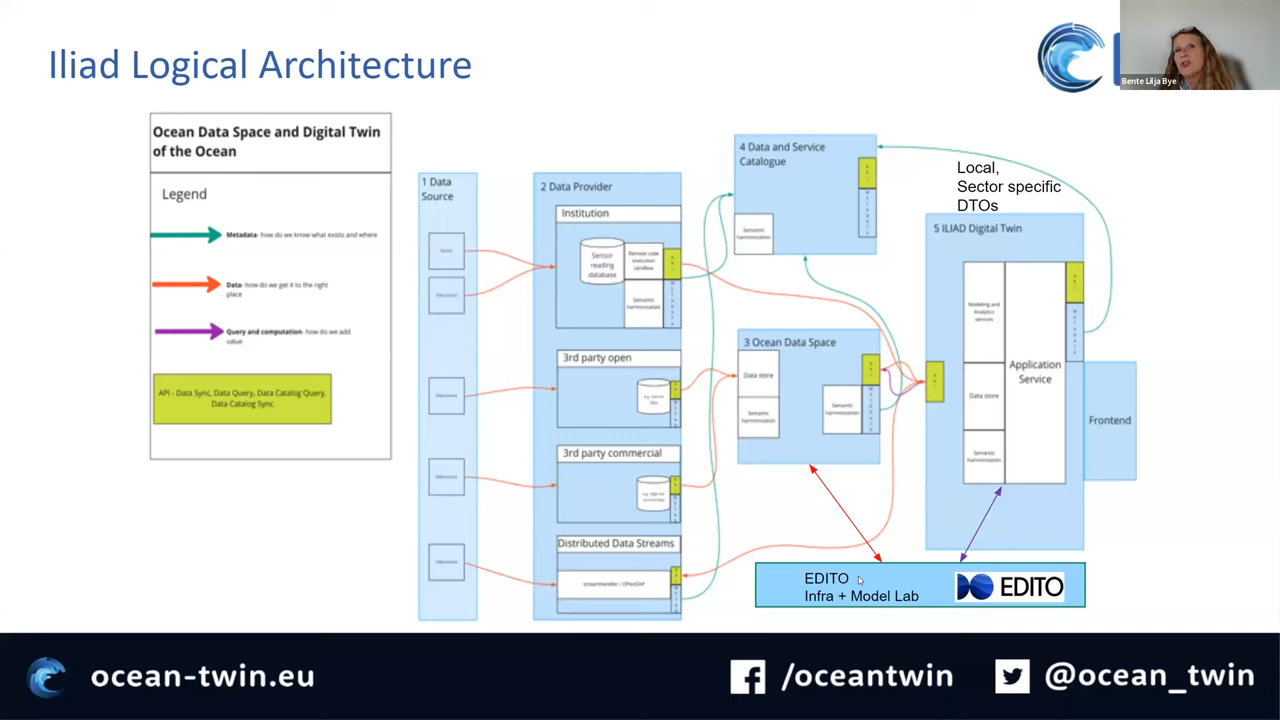 Iliad Logical Architecture
Bente Lilja Bye
Ocean Data Space and Digital Twin
of the Ocean
Legend
Metadata- how do we know what exists and where
Data- how do we get it to the right
place
Query and computation- how do we add
value
API - Data Sync, Data Query, Data Catalog Query,
Data Catalog Sync
1 Data
Source
2 Data Provider
Institution
Sensor
reading
database
Remote code
execution
sandbox
Semantic
harmonisation
3rd party open
3rd party commercial
Distributed Data Streams
4 Data and Service
Catalogue
Semantic
harmonisation
3 Ocean Data Space
Data store
Semantic
harmonisation
Semantic
harmonisation
Local,
Sector specific
DTOs
5 ILIAD Digital Twin
Modeling and
Analytics
services
Data store
Semantic
harmonisation
Application
Service
Frontend
EDITO
Infra + Model Lab
EDITO
ocean-twin.eu
/oceantwin
@ocean_twin